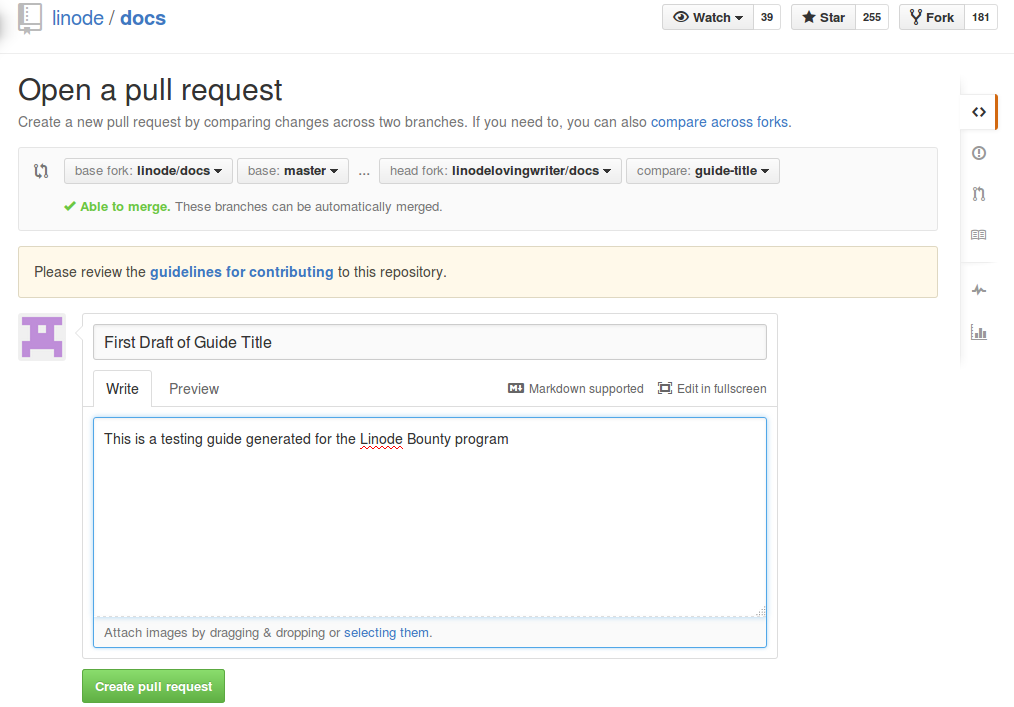 linode / docs
Watch 39 Star 255 Fork 181
Open a pull request
Create a new pull request by comparing changes across two branches. If you need to, you can also compare across forks.
base fork: linode/docs base: master ... head fork: linodelovingwriter/docs compare: guide-title
Able to merge. These branches can be automatically merged.
Please review the guidelines for contributing to this repository.
First Draft of Guide Title
Write Preview Markdown supported Edit in fullscreen
This is a testing guide generated for the Linode Bounty program
Attach images by dragging & dropping or selecting them.
Create pull request